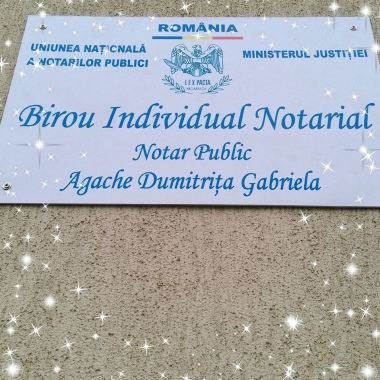 ROMÂNIA
UNIUNEA NAȚIONALĂ
A NOTARILOR PUBLICI
MINISTERUL JUSTIȚIEI
LEX PACIA
Birou Individual Notarial
Notar Public
Agache Dumitrița Gabriela